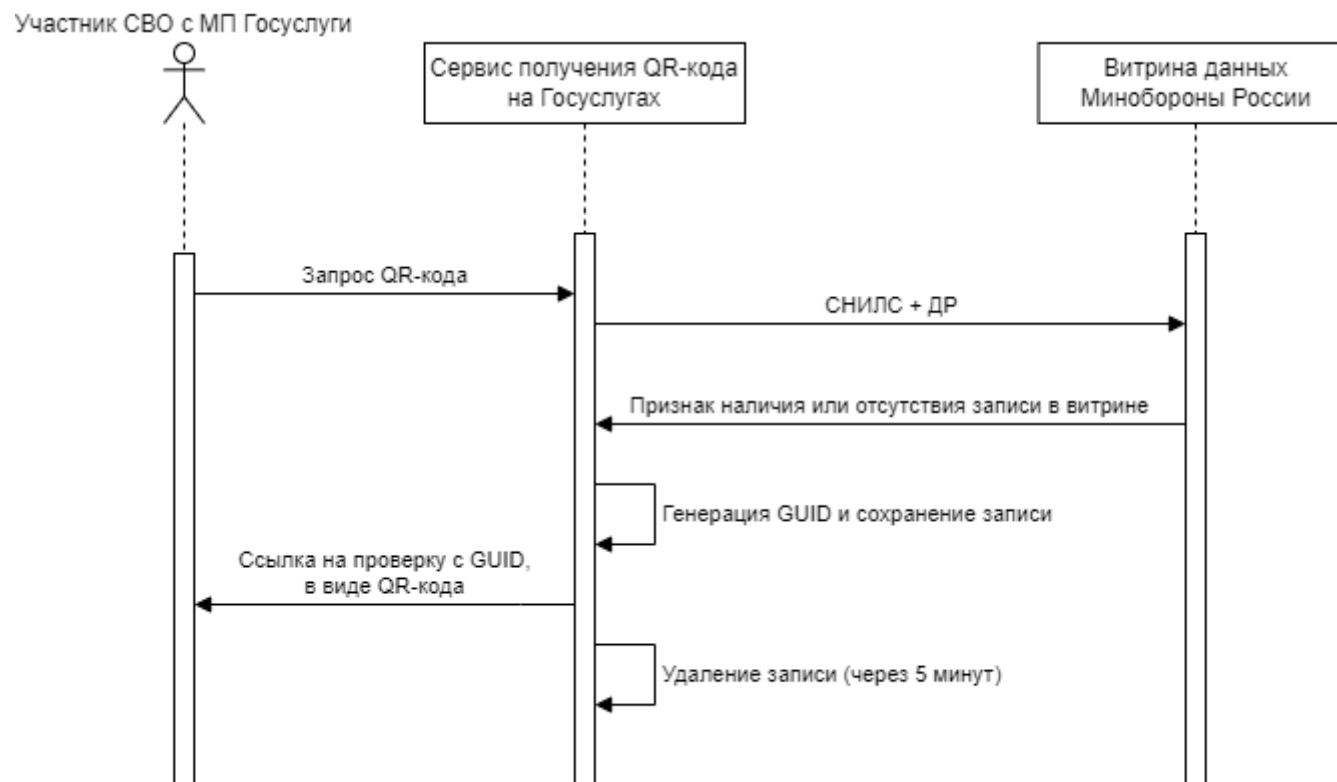 Участник СВО с МП Госуслуги
Сервис получения QR-кода
на Госуслугах
Витрина данных
Минобороны России
Запрос QR-кода
СНИЛС + ДР
Признак наличия или отсутствия записи в витрине
Генерация GUID и сохранение записи
Ссылка на проверку с GUID,
в виде QR-кода
Удаление записи (через 5 минут)